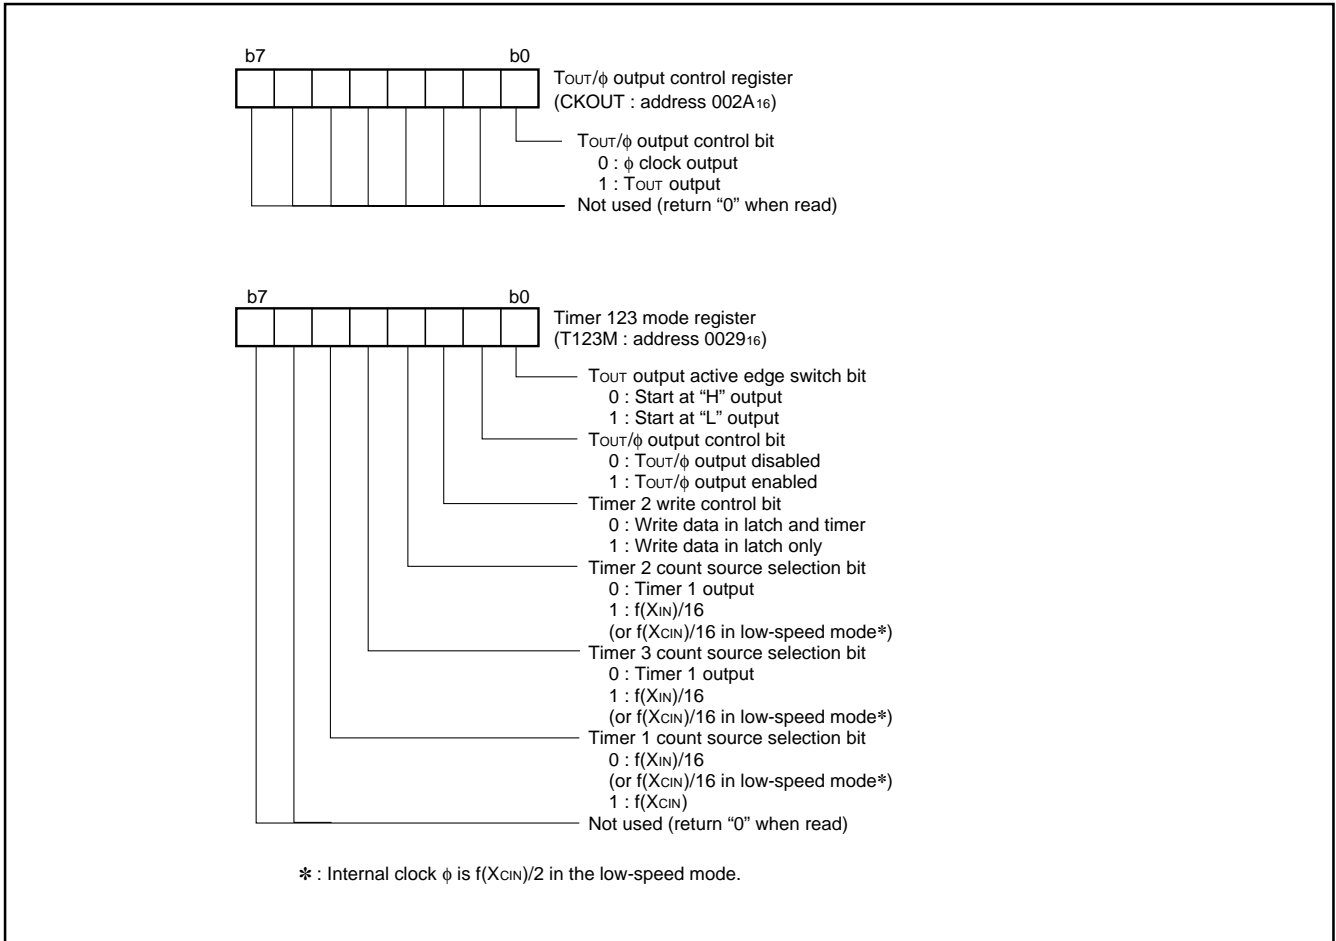 b7 b0
TOUT/ϕ output control register
(CKOUT : address 002A16)
TOUT/ϕ output control bit
0 : ϕ clock output
1 : TOUT output
Not used (return “0” when read)
b7 b0
Timer 123 mode register
(T123M : address 002916)
TOUT output active edge switch bit
0 : Start at “H” output
1 : Start at “L” output
TOUT/ϕ output control bit
0 : TOUT/ϕ output disabled
1 : TOUT/ϕ output enabled
Timer 2 write control bit
0 : Write data in latch and timer
1 : Write data in latch only
Timer 2 count source selection bit
0 : Timer 1 output
1 : f(XIN)/16
(or f(XCIN)/16 in low-speed mode✻)
Timer 3 count source selection bit
0 : Timer 1 output
1 : f(XIN)/16
(or f(XCIN)/16 in low-speed mode✻)
Timer 1 count source selection bit
0 : f(XIN)/16
(or f(XCIN)/16 in low-speed mode✻)
1 : f(XCIN)
Not used (return “0” when read)
✻ : Internal clock ϕ is f(XCIN)/2 in the low-speed mode.